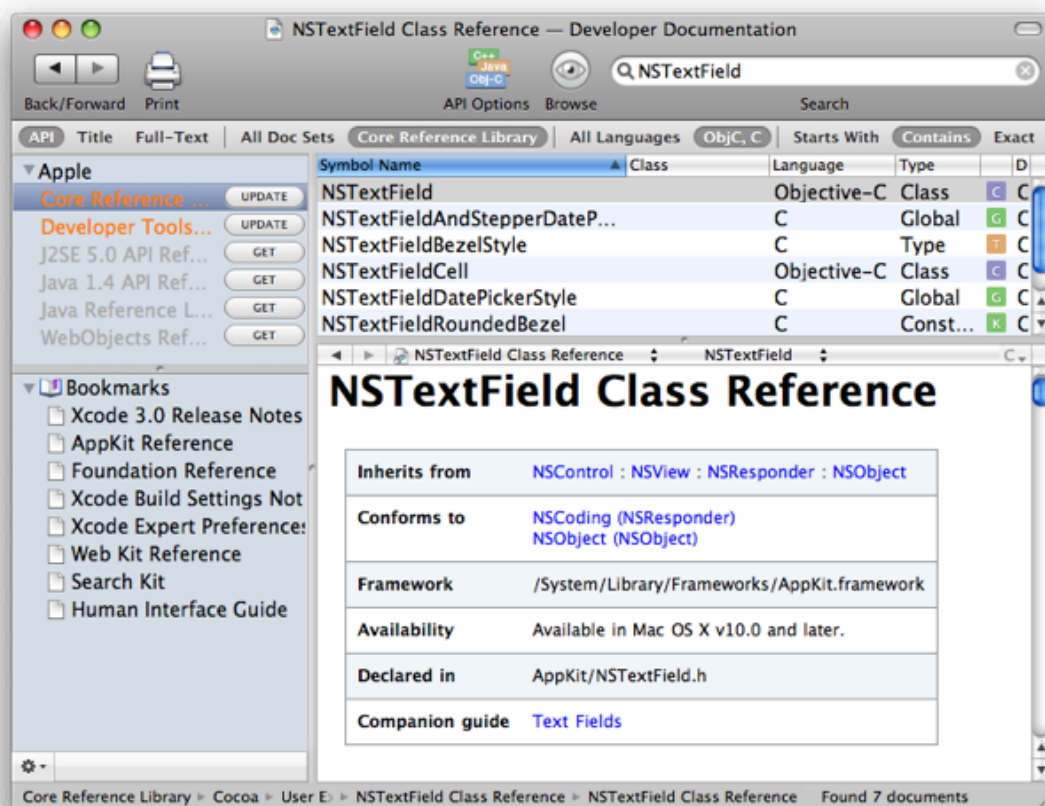 NSTextField Class Reference — Developer Documentation
C++
Java
Obj-C
NSTextField
Back/Forward Print API Options Browse Search
API Title Full-Text All Doc Sets Core Reference Library All Languages ObjC, C Starts With Contains Exact
Apple
Core Reference ... UPDATE
Developer Tools... UPDATE
J2SE 5.0 API Ref... GET
Java 1.4 API Ref... GET
Java Reference L... GET
WebObjects Ref... GET
Bookmarks
Xcode 3.0 Release Notes
AppKit Reference
Foundation Reference
Xcode Build Settings Not
Xcode Expert Preferences
Web Kit Reference
Search Kit
Human Interface Guide
Symbol Name Class Language Type D
NSTextField Objective-C Class C C
NSTextFieldAndStepperDateP... C Global G C
NSTextFieldBezelStyle C Type T C
NSTextFieldCell Objective-C Class C C
NSTextFieldDatePickerStyle C Global G C
NSTextFieldRoundedBezel C Const... K C
NSTextField Class Reference NSTextField C
NSTextField Class Reference
Inherits from NSControl : NSView : NSResponder : NSObject
Conforms to NSCoding (NSResponder)
NSObject (NSObject)
Framework /System/Library/Frameworks/AppKit.framework
Availability Available in Mac OS X v10.0 and later.
Declared in AppKit/NSTextField.h
Companion guide Text Fields
Core Reference Library Cocoa User E NSTextField Class Reference NSTextField Class Reference Found 7 documents